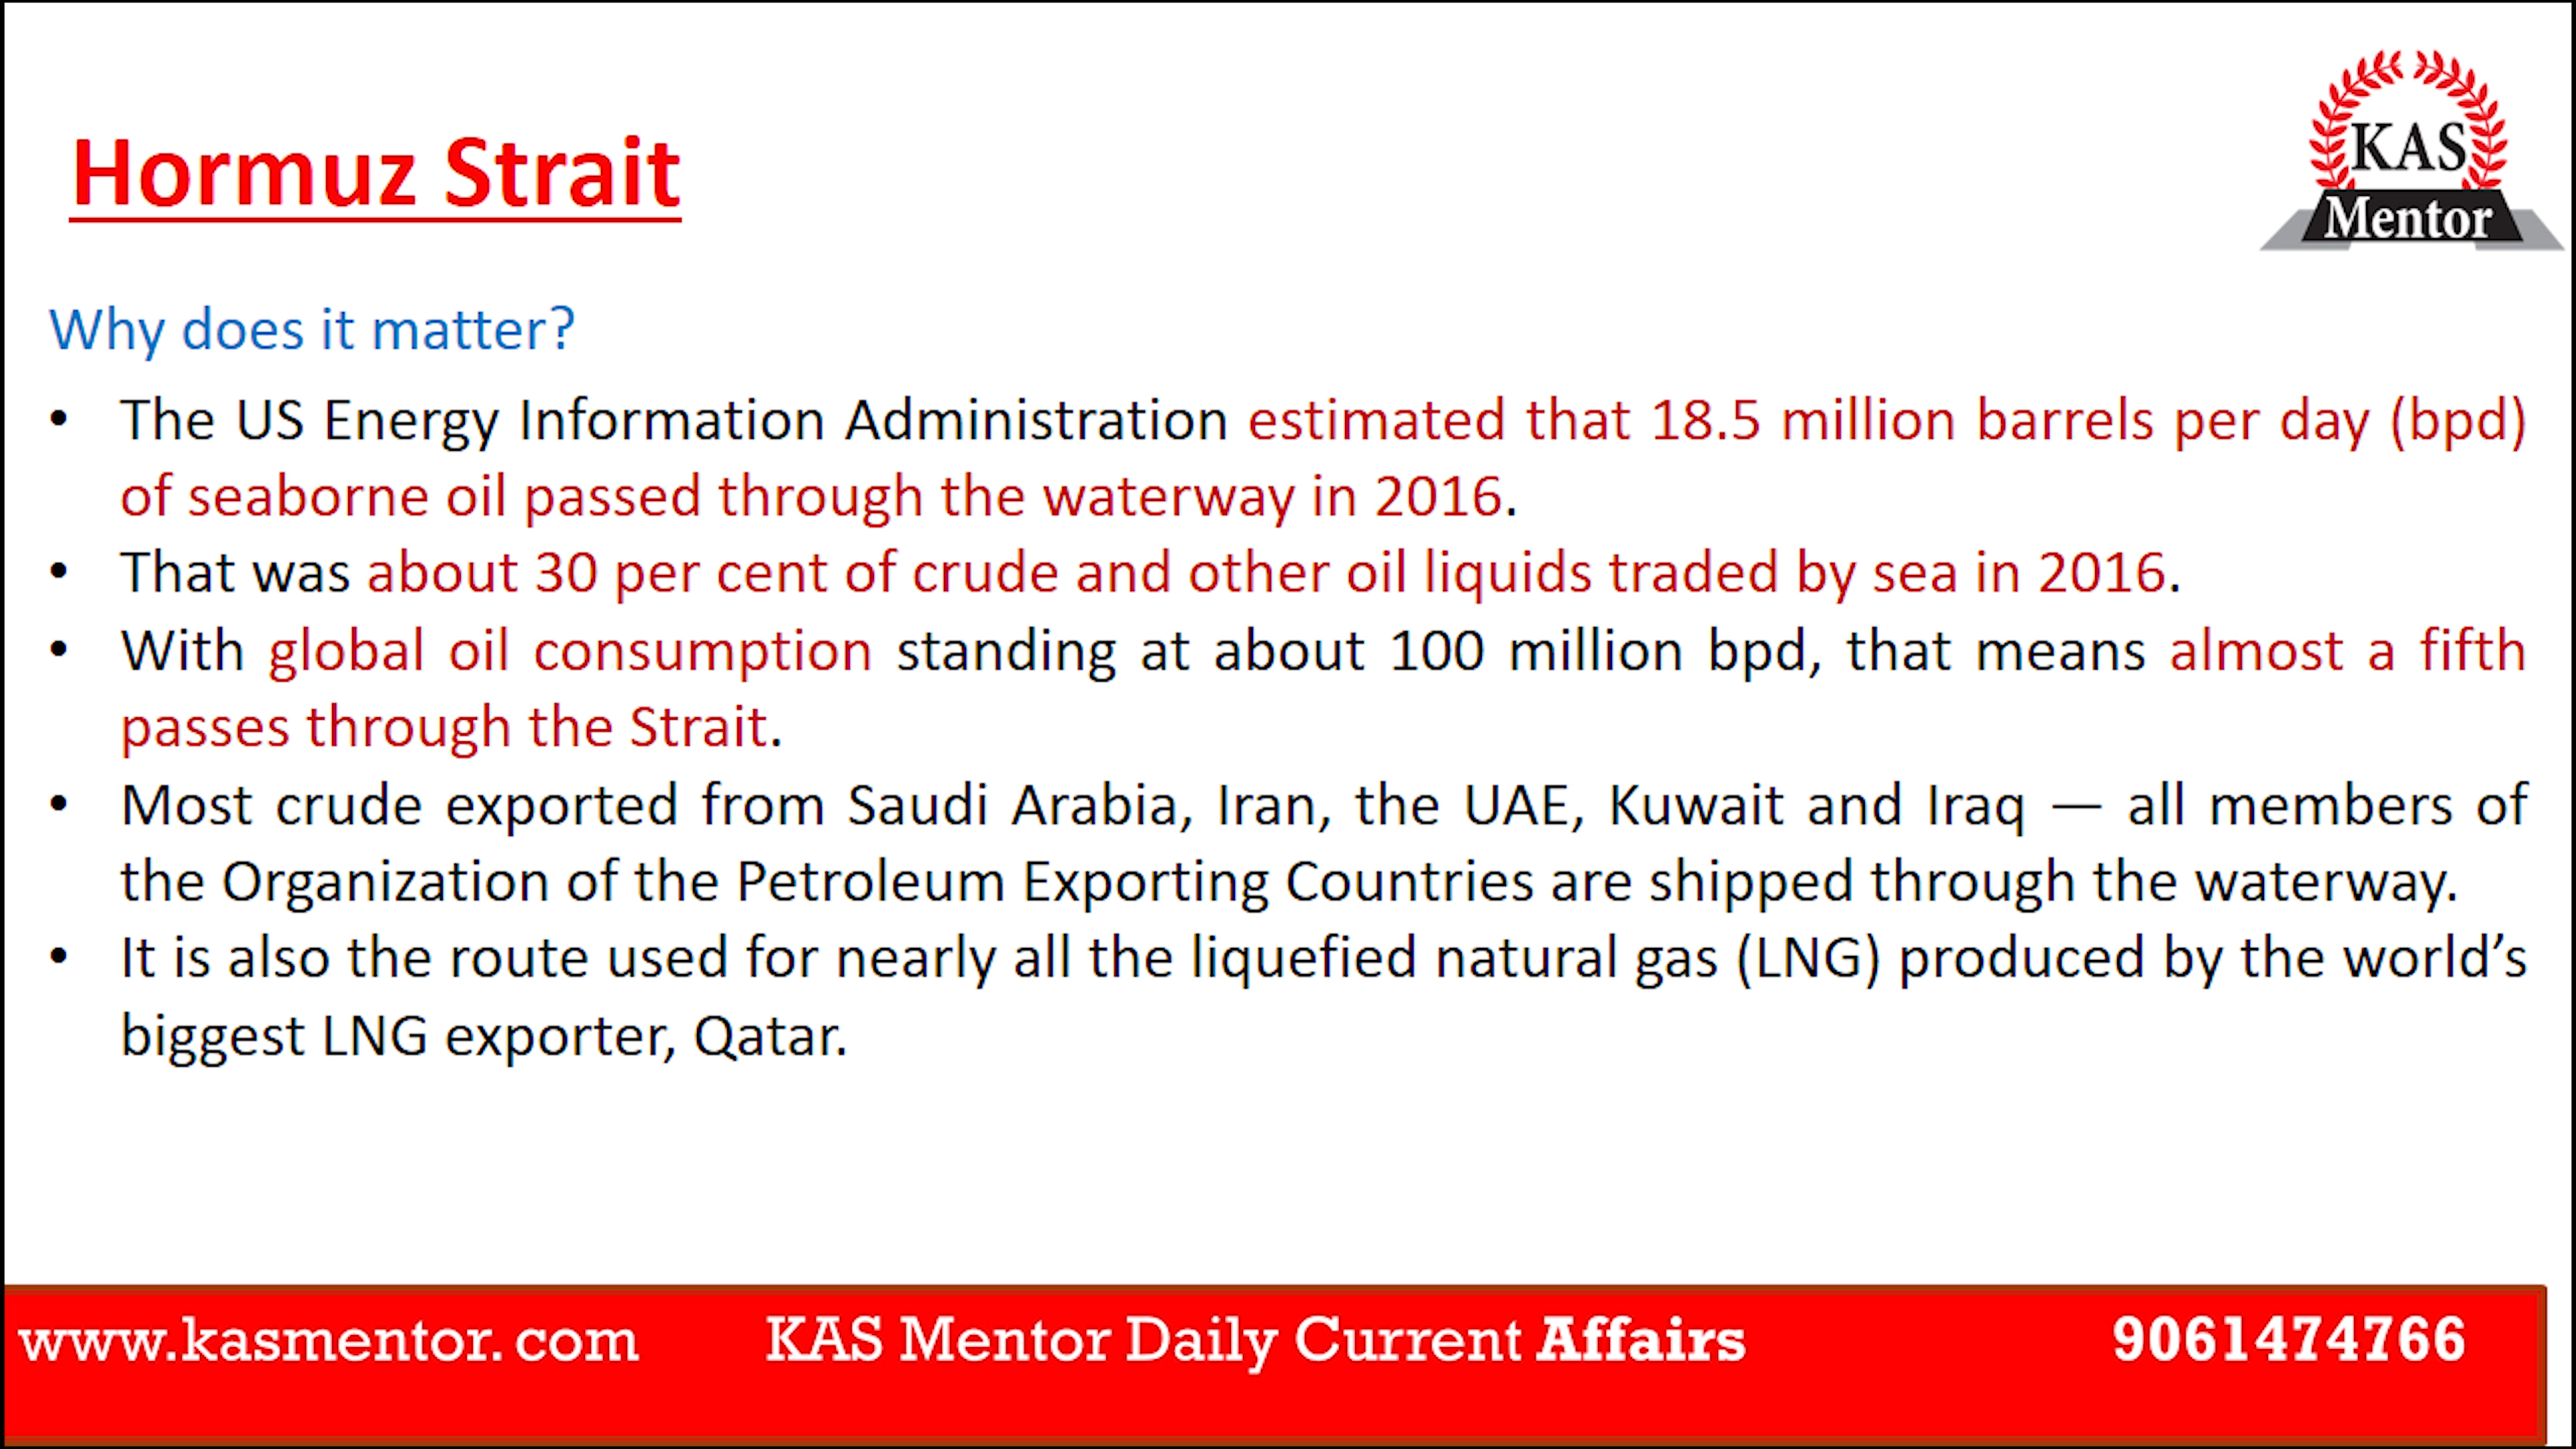 KAS
Mentor
Hormuz Strait
Why does it matter?
• The US Energy Information Administration estimated that 18.5 million barrels per day (bpd)
of seaborne oil passed through the waterway in 2016.
• That was about 30 per cent of crude and other oil liquids traded by sea in 2016.
• With global oil consumption standing at about 100 million bpd, that means almost a fifth
passes through the Strait.
• Most crude exported from Saudi Arabia, Iran, the UAE, Kuwait and Iraq — all members of
the Organization of the Petroleum Exporting Countries are shipped through the waterway.
• It is also the route used for nearly all the liquefied natural gas (LNG) produced by the world’s
biggest LNG exporter, Qatar.
www.kasmentor. com KAS Mentor Daily Current Affairs 9061474766